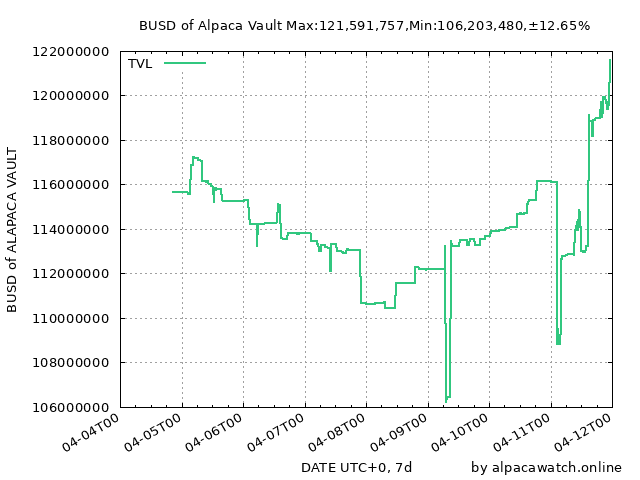 BUSD of Alpaca Vault Max:121,591,757,Min:106,203,480,±12.65%
122000000
TVL
120000000
118000000
116000000
114000000
112000000
110000000
108000000
106000000
BUSD of ALAPACA VAULT
04-04T00
04-05T00
04-06T00
04-07T00
04-08T00
04-09T00
04-10T00
04-11T00
04-12T00
DATE UTC+0, 7d
by alpacawatch.online